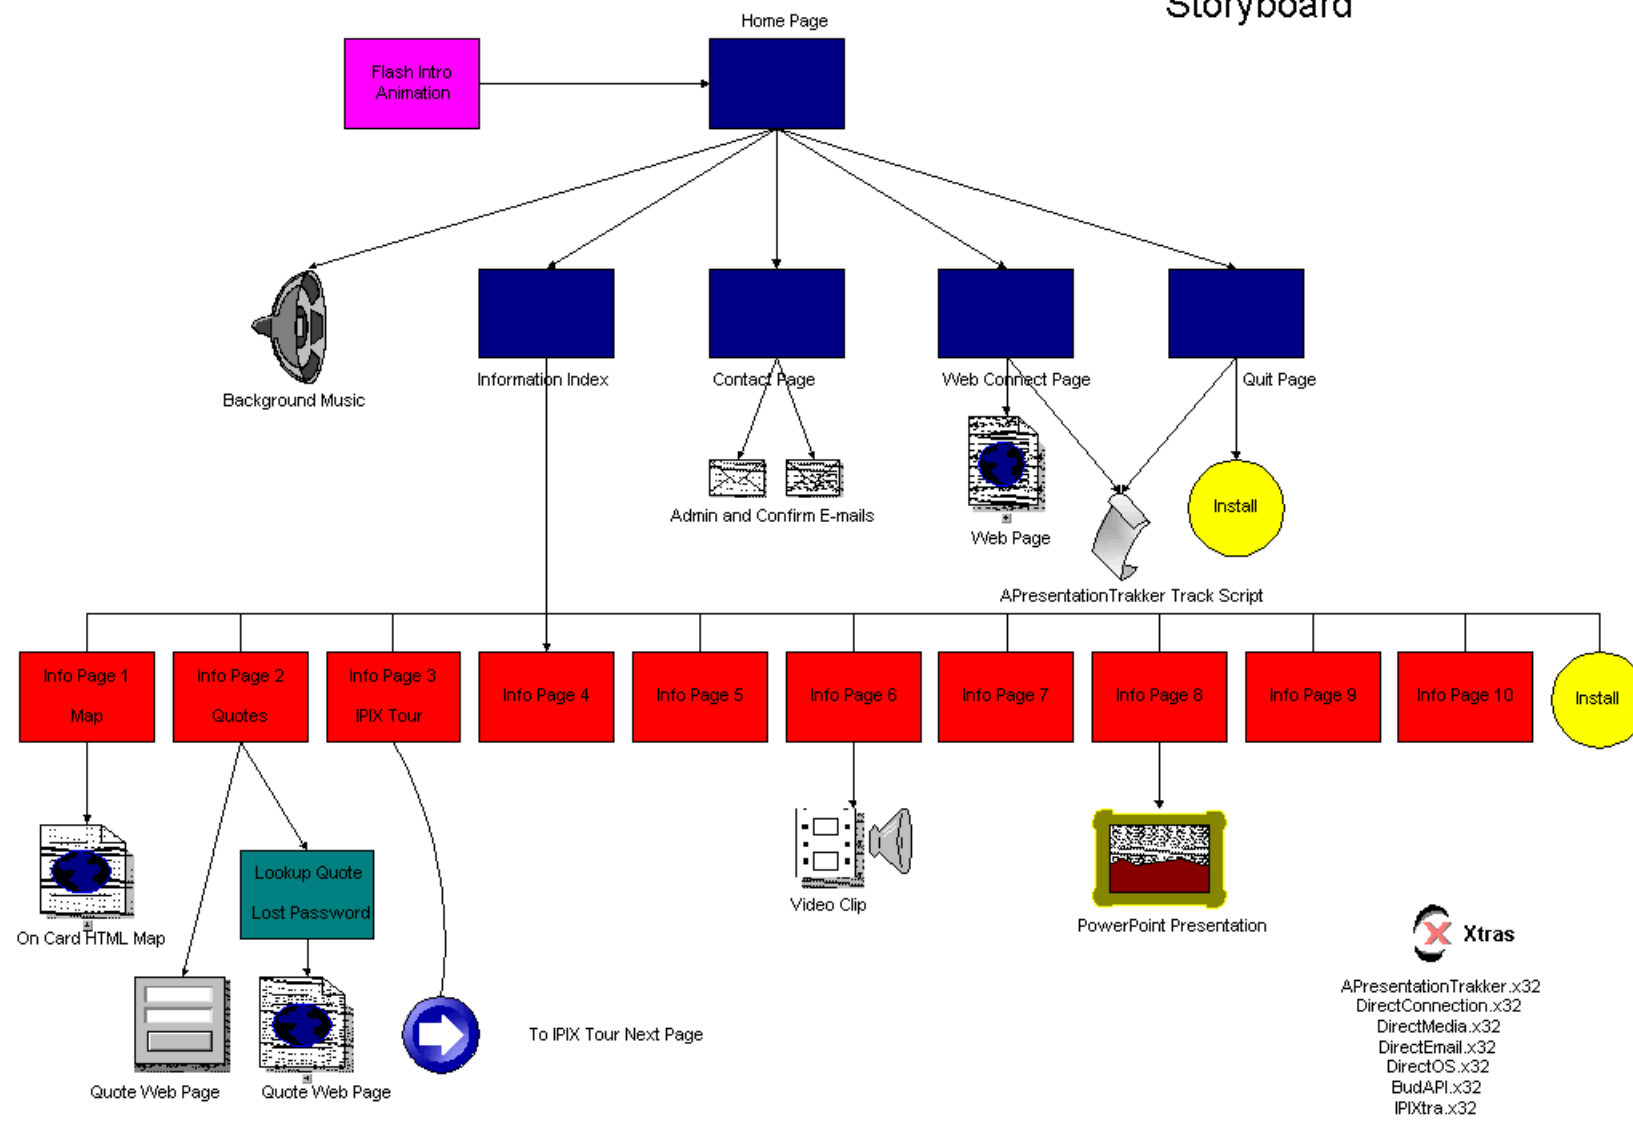 Storyboard
Home Page
Flash Intro
Animation
Background Music
Information Index
Contact Page
Web Connect Page
Quit Page
Admin and Confirm E-mails
Web Page
Install
APresentationTrakker Track Script
Info Page 1
Map
Info Page 2
Quotes
Info Page 3
IPIX Tour
Info Page 4
Info Page 5
Info Page 6
Info Page 7
Info Page 8
Info Page 9
Info Page 10
Install
On Card HTML Map
Lookup Quote
Lost Password
Quote Web Page
Quote Web Page
To IPIX Tour Next Page
Video Clip
PowerPoint Presentation
X Xtras
APresentationTrakker.x32
DirectConnection.x32
DirectMedia.x32
DirectEmail.x32
DirectOS.x32
BudAPI.x32
IPIXtra.x32